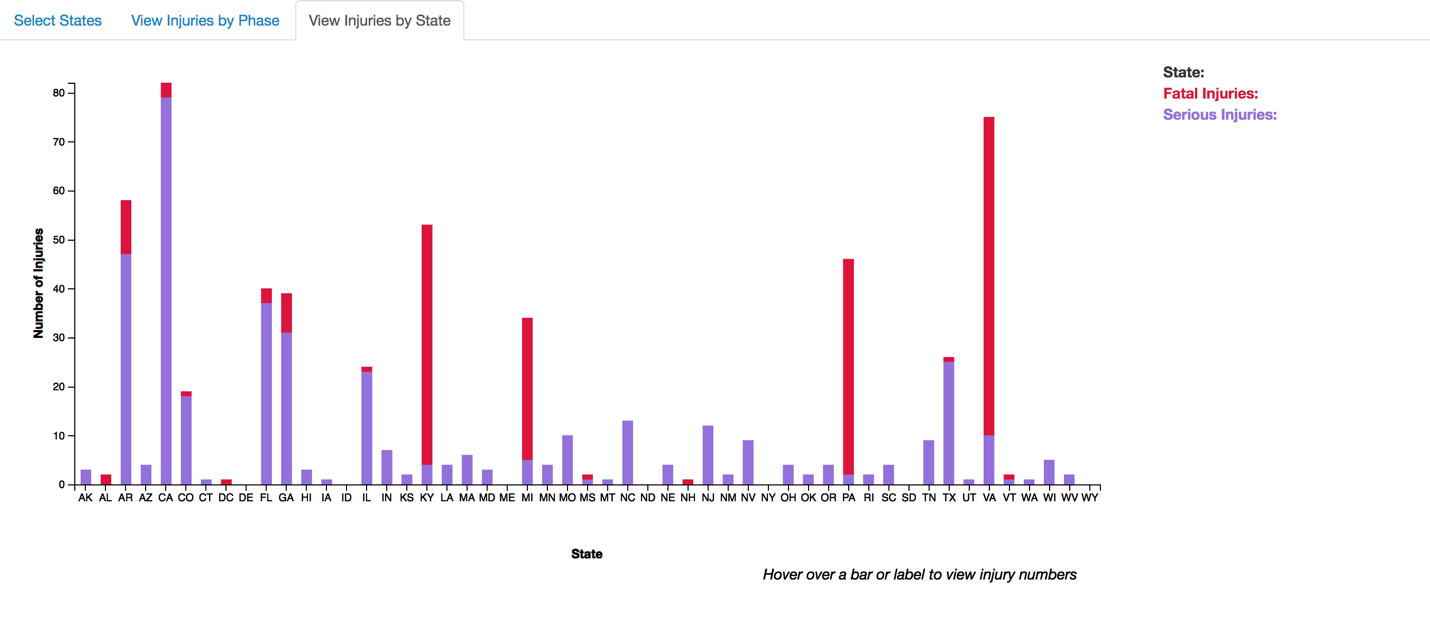 Select States View Injuries by Phase View Injuries by State
State:
Fatal Injuries:
Serious Injuries:
80
70
60
50
40
30
20
10
0
Number of Injuries
AK AL AR AZ CA CO CT DC DE FL GA HI IA ID IL IN KS KY LA MA MD ME MI MN MO MS MT NC ND NE NH NJ NM NV NY OH OK OR PA RI SC SD TN TX UT VA VT WA WI WV WY
State
Hover over a bar or label to view injury numbers